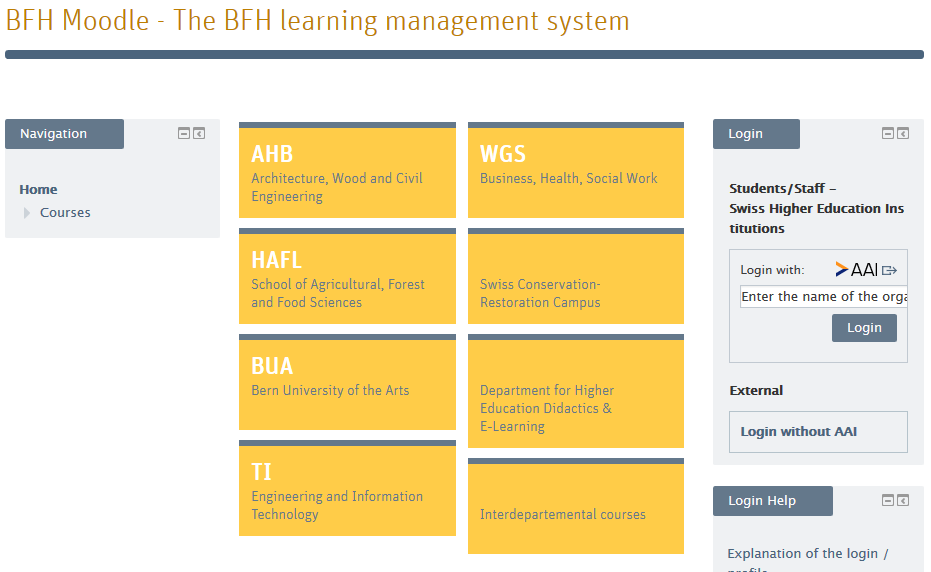 BFH Moodle - The BFH learning management system
Navigation
Home
Courses
AHB
Architecture, Wood and Civil
Engineering
HAFL
School of Agricultural, Forest
and Food Sciences
BUA
Bern University of the Arts
TI
Engineering and Information
Technology
WGS
Business, Health, Social Work
Swiss Conservation-
Restoration Campus
Department for Higher
Education Didactics &
E-Learning
Interdepartemental courses
Login
Students/Staff –
Swiss Higher Education Ins
titutions
Login with: AAI
Enter the name of the orga
Login
External
Login without AAI
Login Help
Explanation of the login /